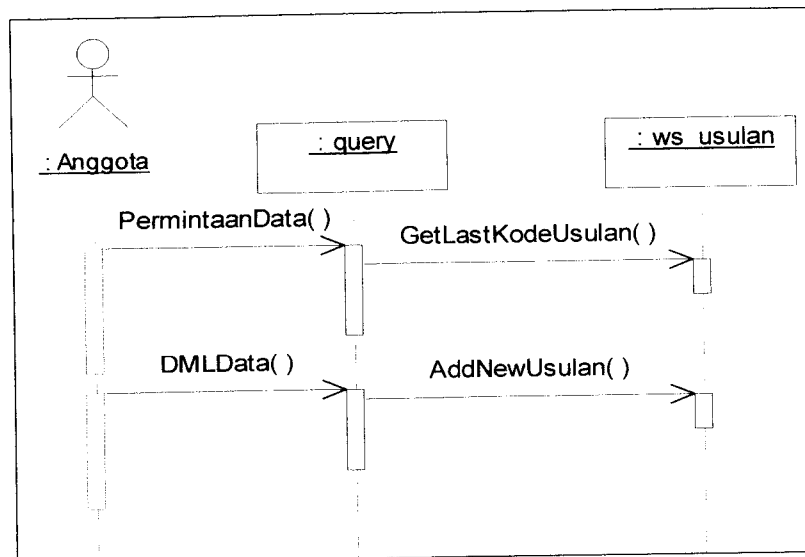 : Anggota
: query
: ws_usulan
PermintaanData( )
GetLastKodeUsulan( )
DMLData( )
AddNewUsulan( )